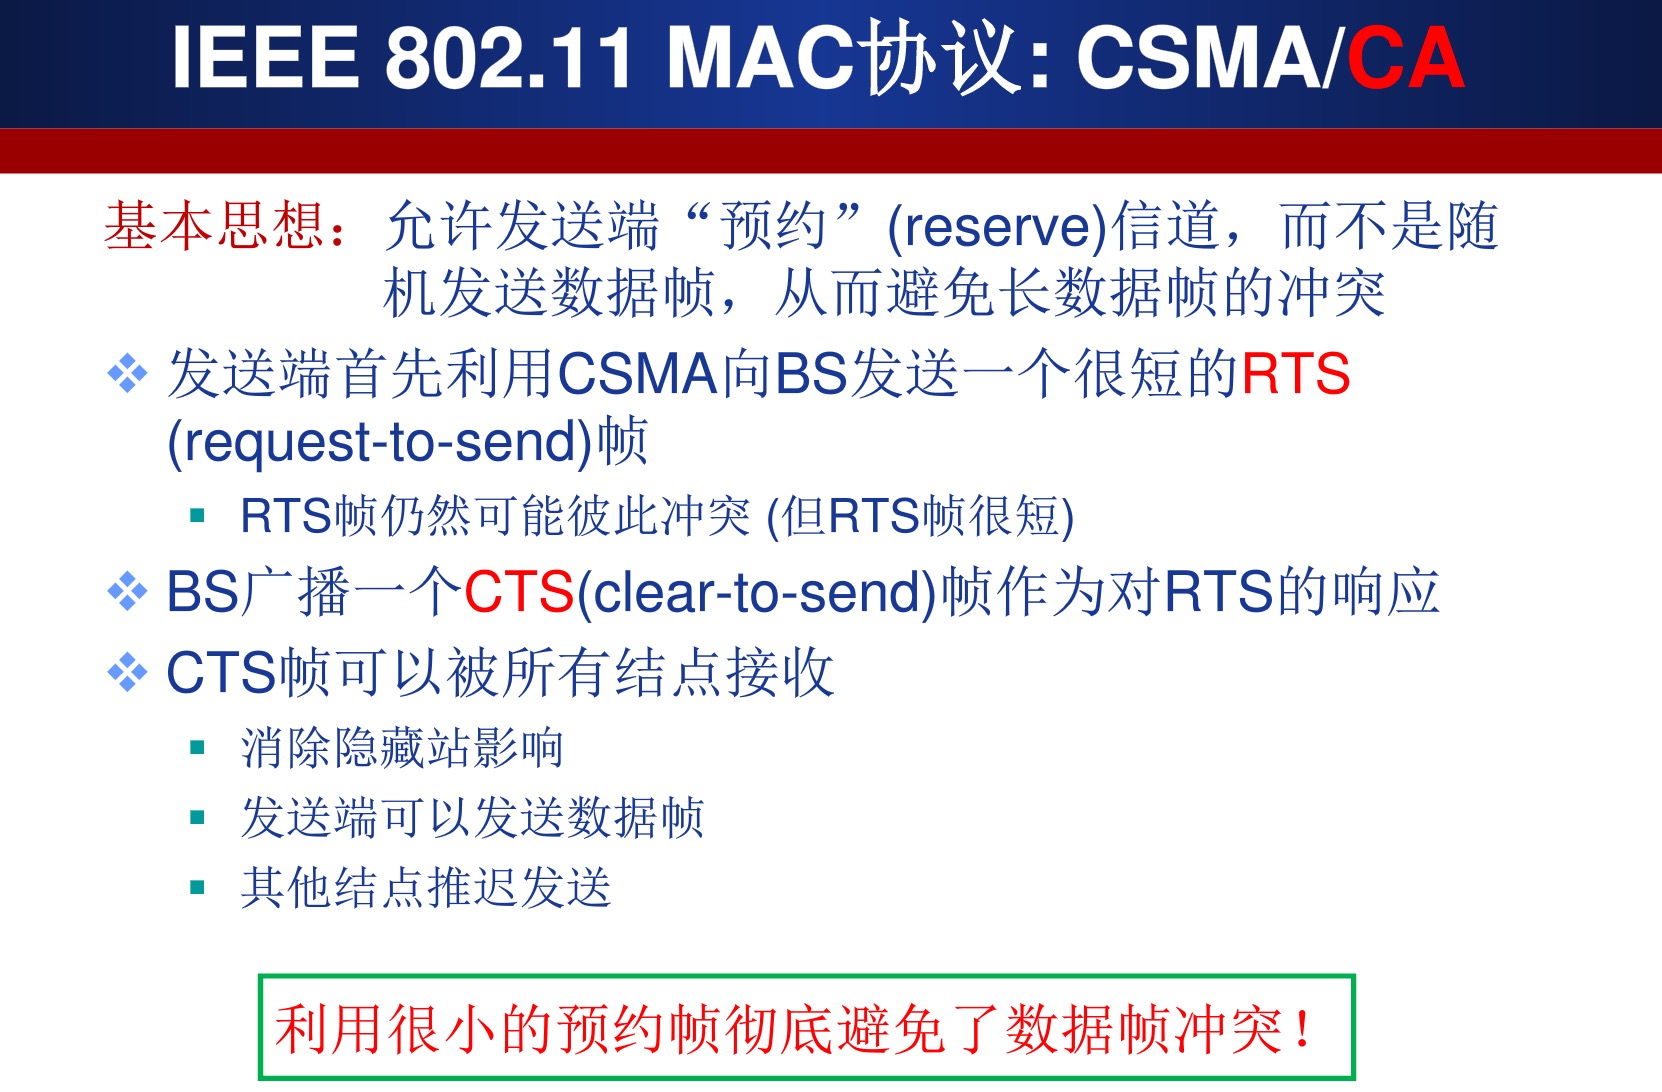 IEEE 802.11 MAC协议: CSMA/CA
基本思想：允许发送端“预约”(reserve)信道，而不是随
机发送数据帧，从而避免长数据帧的冲突
发送端首先利用CSMA向BS发送一个很短的RTS
(request-to-send)帧
RTS帧仍然可能彼此冲突 (但RTS帧很短)
BS广播一个CTS(clear-to-send)帧作为对RTS的响应
CTS帧可以被所有结点接收
消除隐藏站影响
发送端可以发送数据帧
其他结点推迟发送
利用很小的预约帧彻底避免了数据帧冲突！